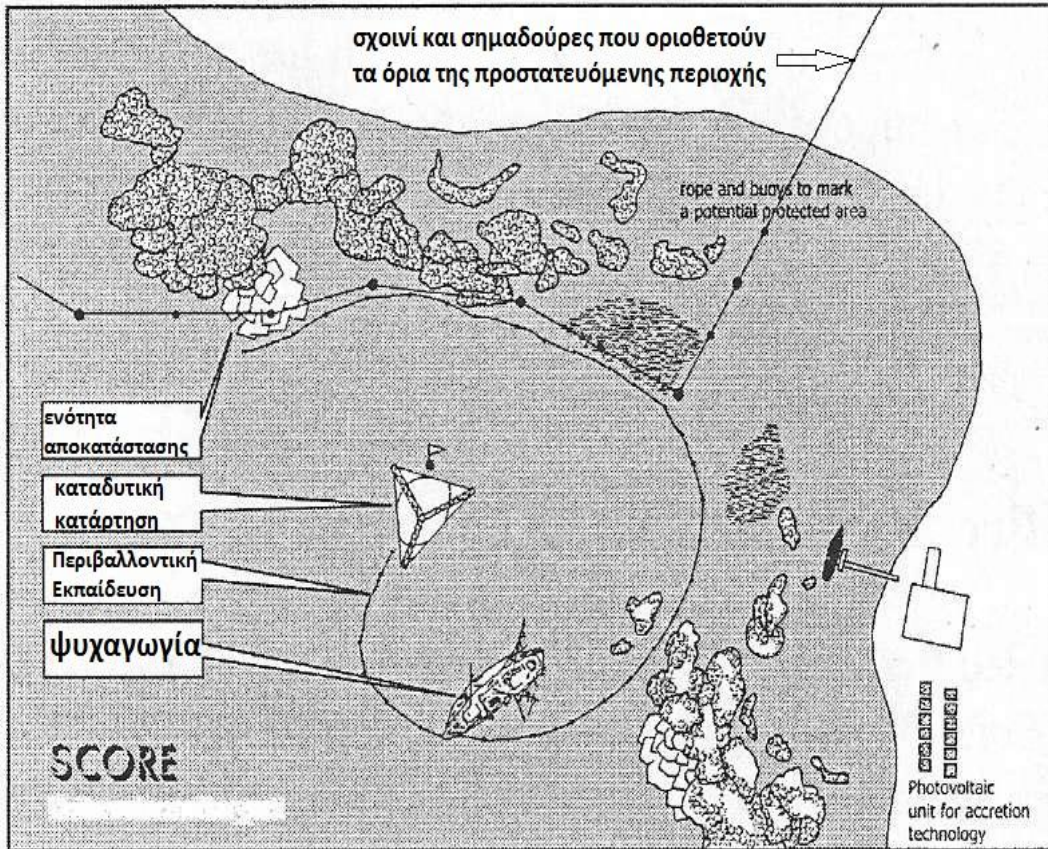 σχοινί και σημαδούρες που οριοθετούν
τα όρια της προστατευόμενης περιοχής
rope and buoys to mark
a potential protected area
ενότητα
αποκατάστασης
καταδυτική
κατάρτηση
Περιβαλλοντική
Εκπαίδευση
ψυχαγωγία
SCORE
Photovoltaic
unit for accretion
technology